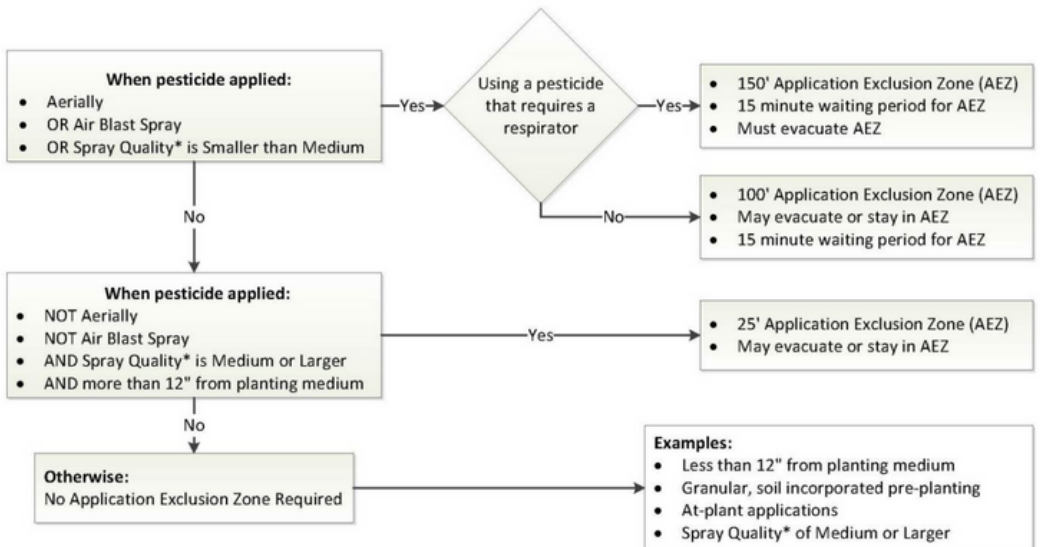 When pesticide applied:
• Aerially
• OR Air Blast Spray
• OR Spray Quality* is Smaller than Medium
Yes
Using a pesticide
that requires a
respirator
Yes
• 150' Application Exclusion Zone (AEZ)
• 15 minute waiting period for AEZ
• Must evacuate AEZ
No
• 100' Application Exclusion Zone (AEZ)
• May evacuate or stay in AEZ
• 15 minute waiting period for AEZ
No
When pesticide applied:
• NOT Aerially
• NOT Air Blast Spray
• AND Spray Quality* is Medium or Larger
• AND more than 12" from planting medium
Yes
• 25' Application Exclusion Zone (AEZ)
• May evacuate or stay in AEZ
No
Otherwise:
No Application Exclusion Zone Required
Examples:
• Less than 12" from planting medium
• Granular, soil incorporated pre-planting
• At-plant applications
• Spray Quality* of Medium or Larger